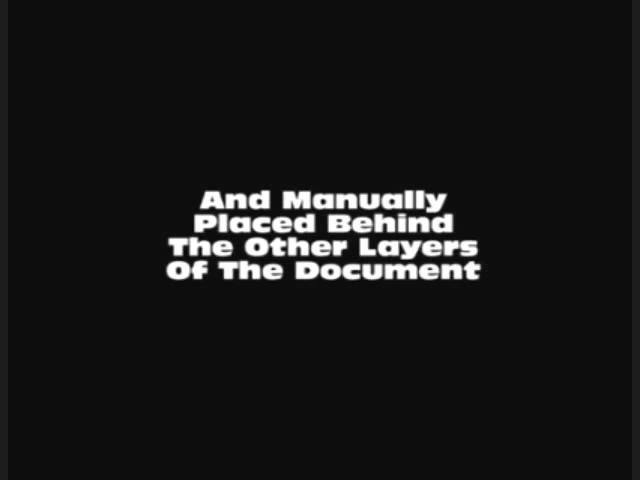 And Manually
Placed Behind
The Other Layers
Of The Document